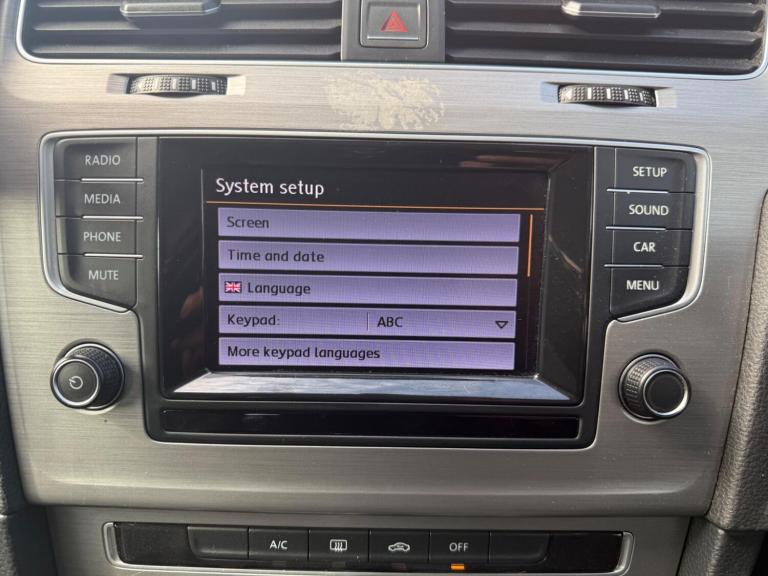 System setup
Screen
Time and date
Language
Keypad: ABC
More keypad languages
RADIO
MEDIA
PHONE
MUTE
SETUP
SOUND
CAR
MENU
A/C
OFF